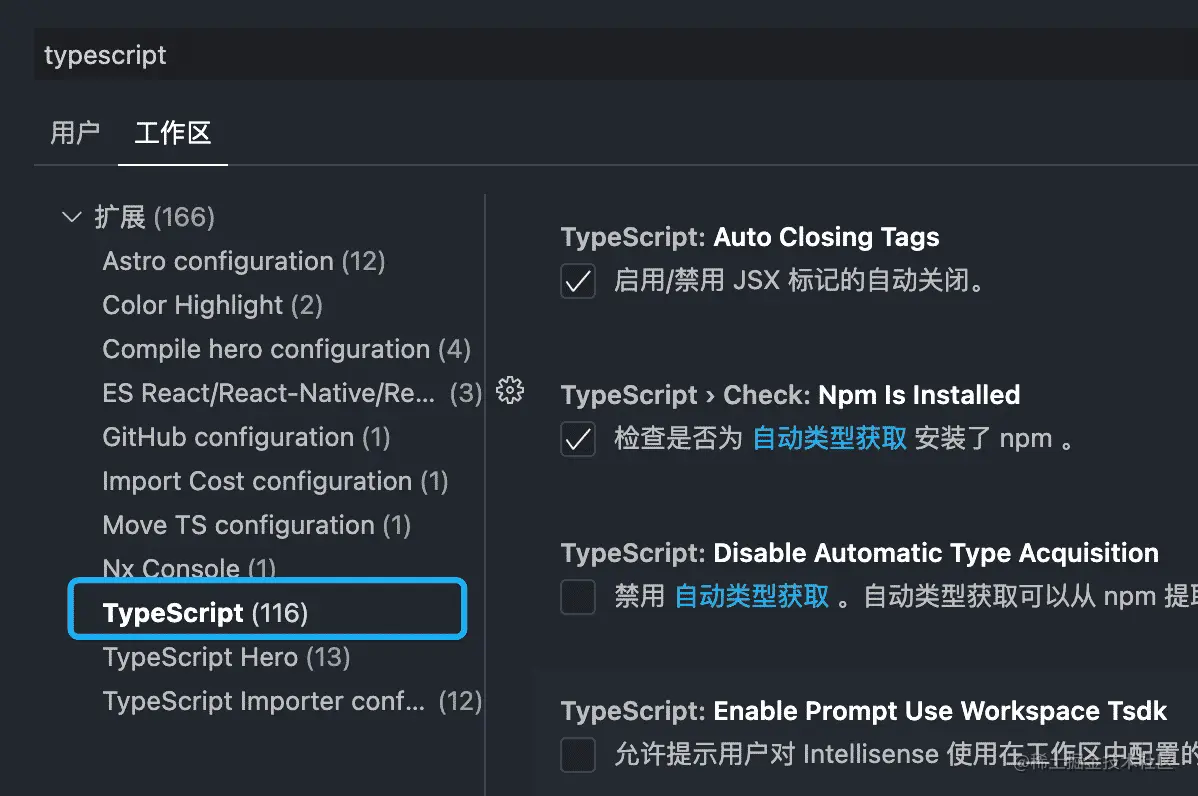 typescript
用户 工作区
扩展 (166)
Astro configuration (12)
Color Highlight (2)
Compile hero configuration (4)
ES React/React-Native/Re... (3)
GitHub configuration (1)
Import Cost configuration (1)
Move TS configuration (1)
Nx Console (1)
TypeScript (116)
TypeScript Hero (13)
TypeScript Importer conf... (12)
TypeScript: Auto Closing Tags
启用/禁用 JSX 标记的自动关闭。
TypeScript › Check: Npm Is Installed
检查是否为 自动类型获取 安装了 npm 。
TypeScript: Disable Automatic Type Acquisition
禁用 自动类型获取 。自动类型获取可以从 npm 提取
TypeScript: Enable Prompt Use Workspace Tsdk
允许提示用户对 Intellisense 使用在工作区中配置的
@稀土掘金技术社区